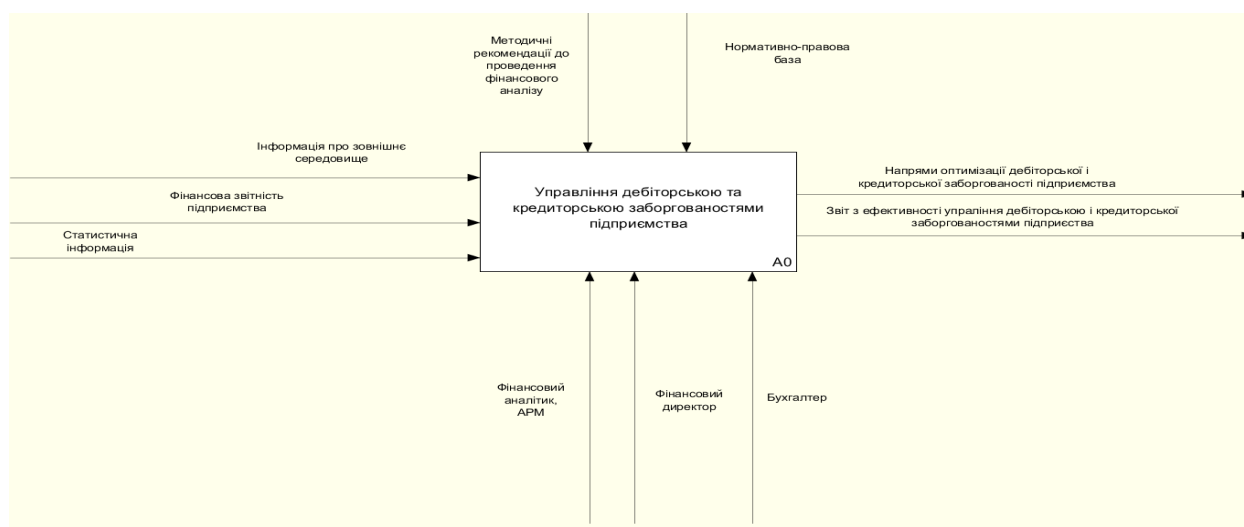 Методичні
рекомендації до
проведення
фінансового
аналізу
Нормативно-правова
база
Інформація про зовнішнє
середовище
Фінансова звітність
підприємства
Статистична
інформація
Управління дебіторською та
кредиторською заборгованостями
підприємства
A0
Напрями оптимізації дебіторської і
кредиторської заборгованості підприємства
Звіт з ефективності упраління дебіторською і кредиторської
заборгованостями підприєства
Фінансовий
аналітик,
АРМ
Фінансовий
директор
Бухгалтер